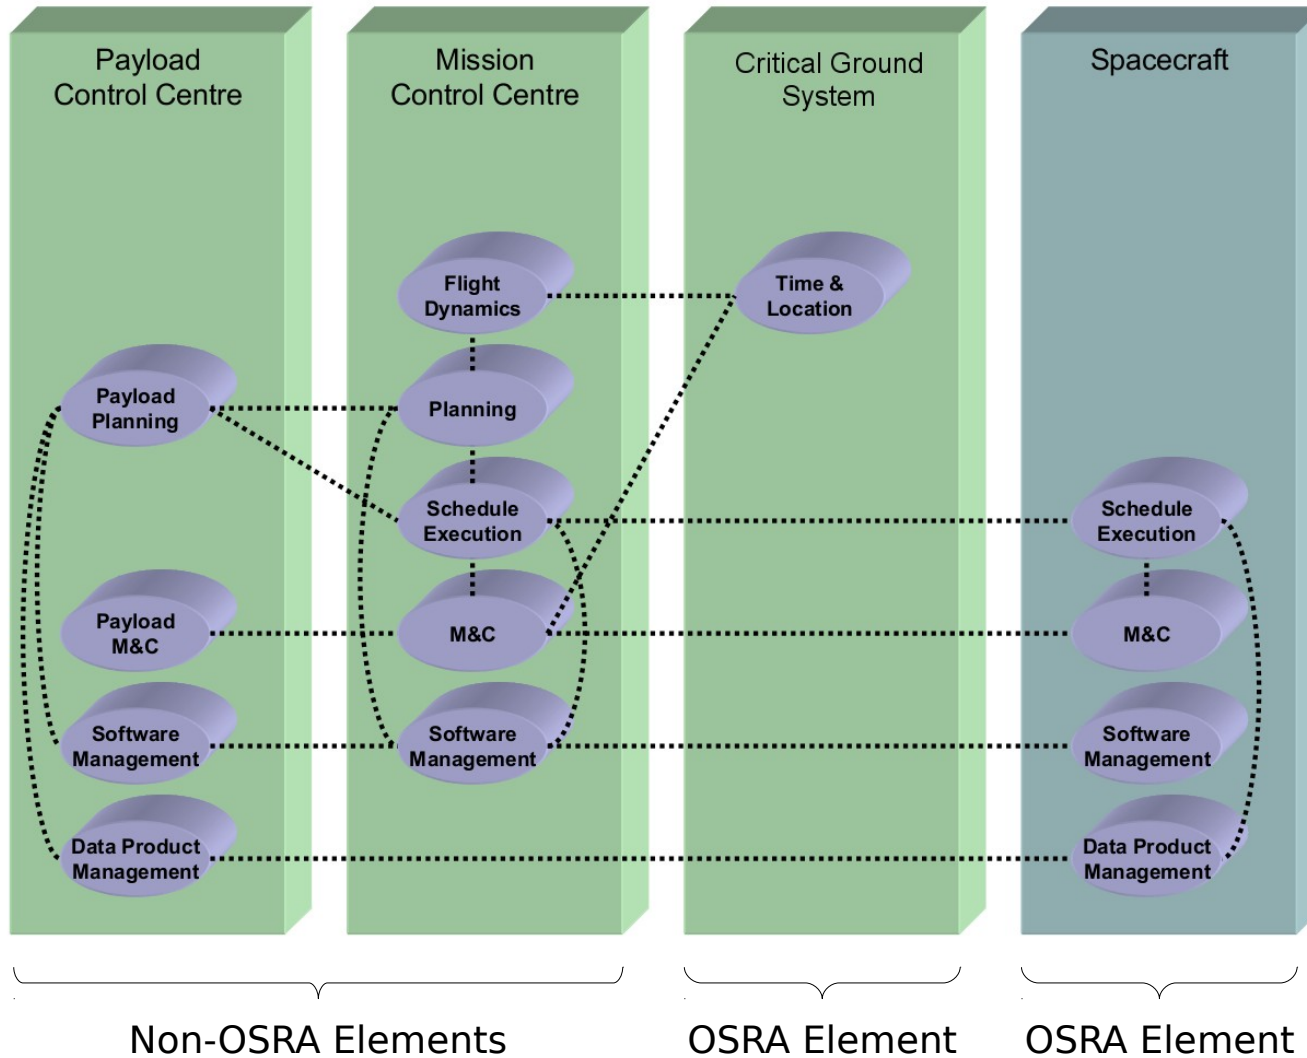 Payload
Control Centre
Mission
Control Centre
Critical Ground
System
Spacecraft
Flight
Dynamics
Time &
Location
Payload
Planning
Planning
Schedule
Execution
Schedule
Execution
Payload
M&C
M&C
M&C
Software
Management
Software
Management
Software
Management
Data Product
Management
Data Product
Management
Non-OSRA Elements
OSRA Element
OSRA Element